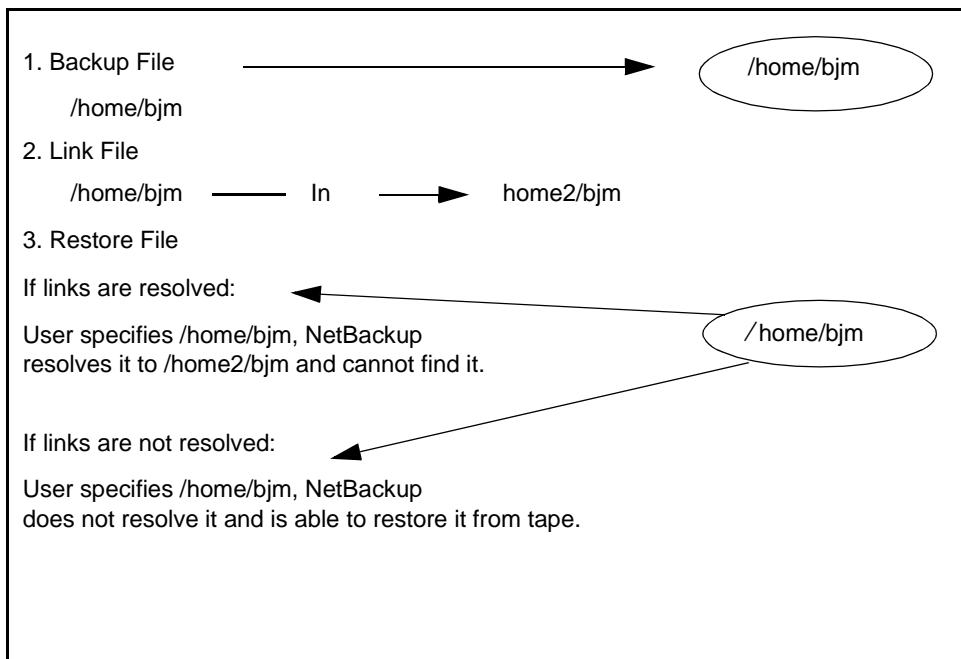 1. Backup File
/home/bjm
/home/bjm
2. Link File
/home/bjm In home2/bjm
3. Restore File
If links are resolved:
User specifies /home/bjm, NetBackup
resolves it to /home2/bjm and cannot find it.
/home/bjm
If links are not resolved:
User specifies /home/bjm, NetBackup
does not resolve it and is able to restore it from tape.